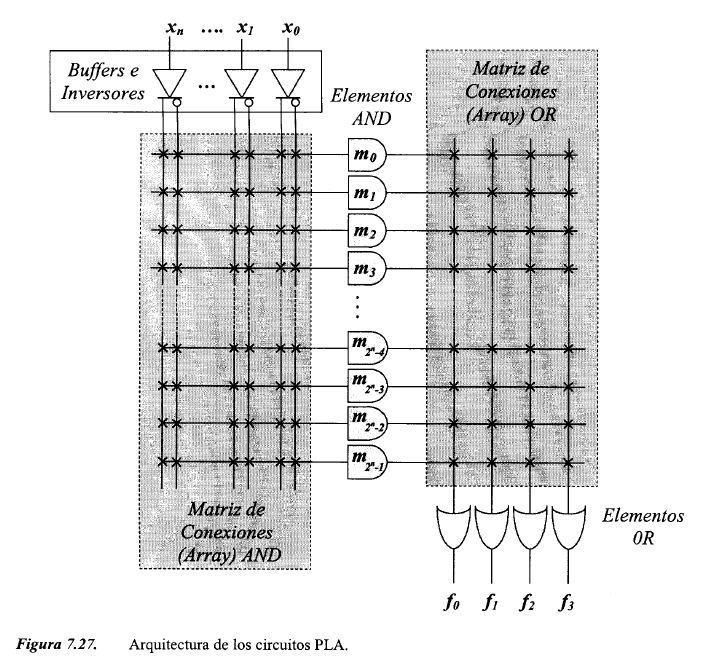 xn .... x1 x0
Buffers e
Inversores
Elementos
AND
Matriz de
Conexiones
(Array) OR
m0
m1
m2
m3
m2ⁿ-4
m2ⁿ-3
m2ⁿ-2
m2ⁿ-1
Matriz de
Conexiones
(Array) AND
Elementos
0R
f0 f1 f2 f3
Figura 7.27. Arquitectura de los circuitos PLA.